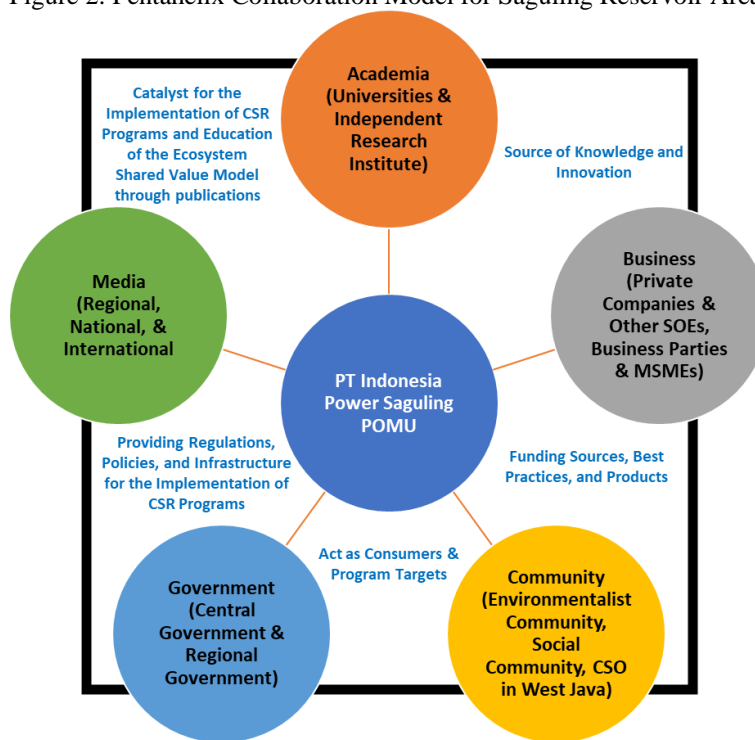 Figure 2. Pentahelix Collaboration Model for Saguling Reservoir Area
Academia
(Universities &
Independent
Research
Institute)
Catalyst for the
Implementation of CSR
Programs and Education
of the Ecosystem
Shared Value Model
through publications
Source of Knowledge and
Innovation
Media
(Regional,
National, &
International
Business
(Private
Companies &
Other SOEs,
Business Parties
& MSMEs)
PT Indonesia
Power Saguling
POMU
Providing Regulations,
Policies, and Infrastructure
for the Implementation of
CSR Programs
Funding Sources, Best
Practices, and Products
Act as Consumers &
Program Targets
Government
(Central
Government &
Regional
Government)
Community
(Environmentalist
Community,
Social
Community, CSO
in West Java)